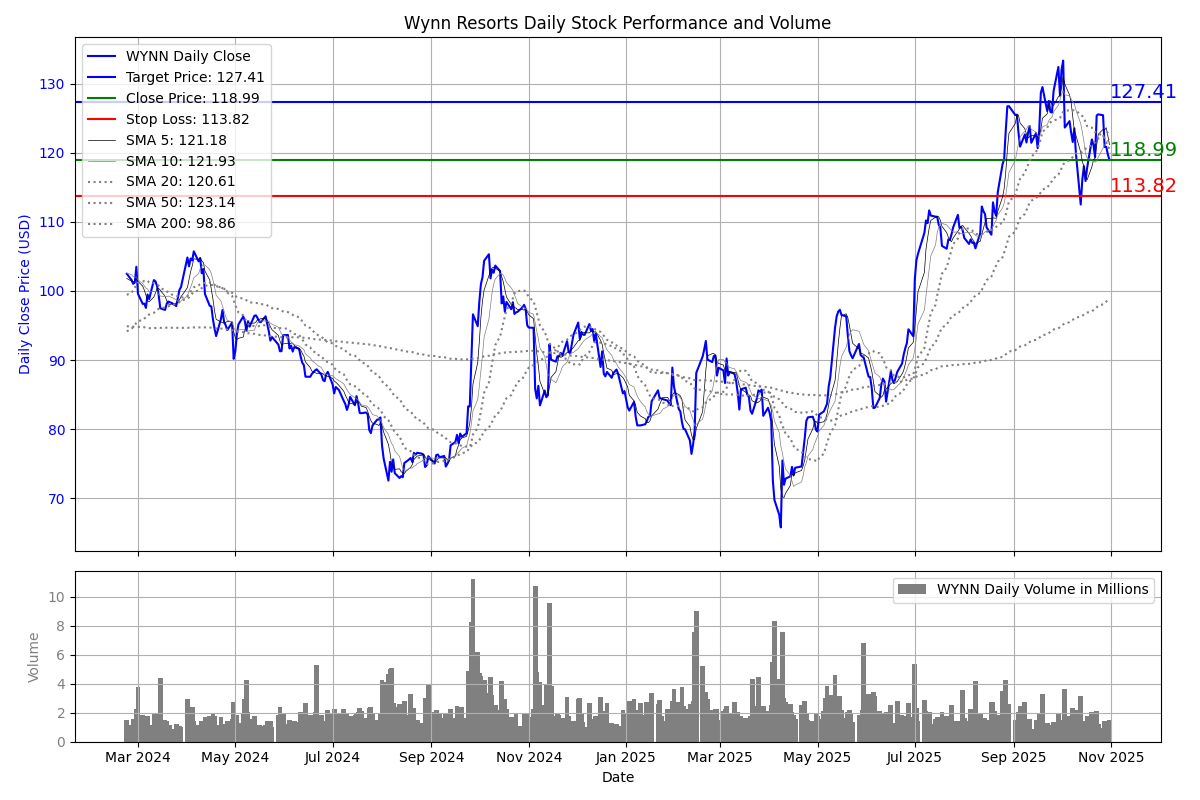 Wynn Resorts Daily Stock Performance and Volume
WYNN Daily Close
Target Price: 127.41
Close Price: 118.99
Stop Loss: 113.82
SMA 5: 121.18
SMA 10: 121.93
SMA 20: 120.61
SMA 50: 123.14
SMA 200: 98.86
127.41
118.99
113.82
Daily Close Price (USD)
130
120
110
100
90
80
70
WYNN Daily Volume in Millions
Volume
10
8
6
4
2
0
Mar 2024
May 2024
Jul 2024
Sep 2024
Nov 2024
Jan 2025
Mar 2025
May 2025
Jul 2025
Sep 2025
Nov 2025
Date